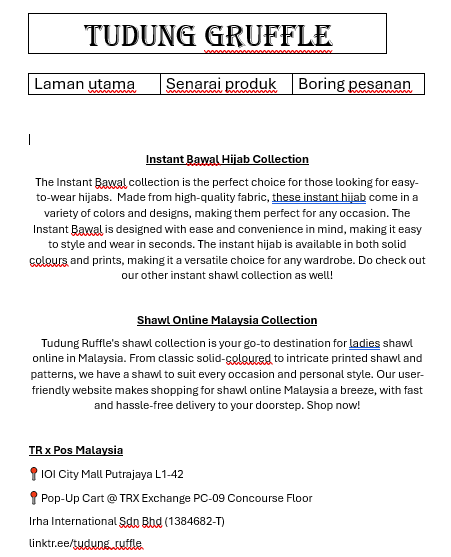 TUDUNG GRUFFLE
Laman utama Senarai produk Boring pesanan
Instant Bawal Hijab Collection
The Instant Bawal collection is the perfect choice for those looking for easy-
to-wear hijabs. Made from high-quality fabric, these instant hijab come in a
variety of colors and designs, making them perfect for any occasion. The
Instant Bawal is designed with ease and convenience in mind, making it easy
to style and wear in seconds. The instant hijab is available in both solid
colours and prints, making it a versatile choice for any wardrobe. Do check out
our other instant shawl collection as well!
Shawl Online Malaysia Collection
Tudung Ruffle's shawl collection is your go-to destination for ladies shawl
online in Malaysia. From classic solid-coloured to intricate printed shawl and
patterns, we have a shawl to suit every occasion and personal style. Our user-
friendly website makes shopping for shawl online Malaysia a breeze, with fast
and hassle-free delivery to your doorstep. Shop now!
TR x Pos Malaysia
📍IOI City Mall Putrajaya L1-42
📍Pop-Up Cart @ TRX Exchange PC-09 Concourse Floor
Irha International Sdn Bhd (1384682-T)
linktr.ee/tudung_ruffle